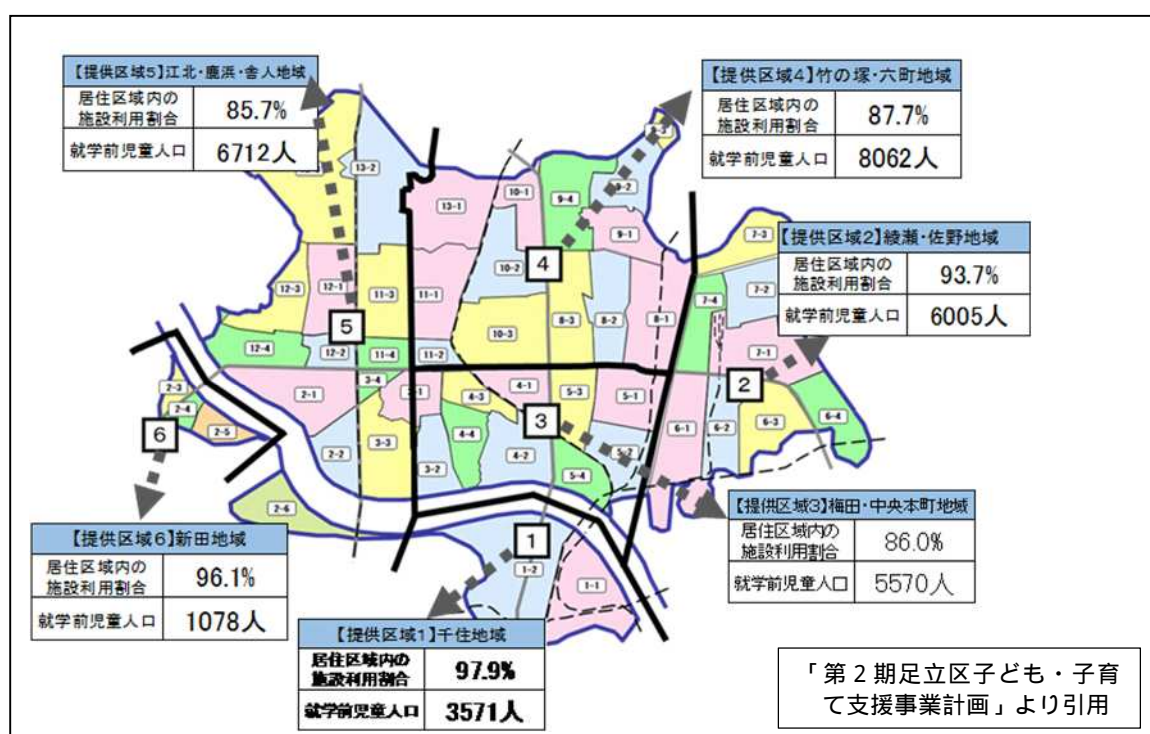 【提供区域5】江北・鹿浜・舎人地域
居住区域内の
施設利用割合
85.7%
就学前児童人口
6712人
【提供区域4】竹の塚・六町地域
居住区域内の
施設利用割合
87.7%
就学前児童人口
8062人
【提供区域2】綾瀬・佐野地域
居住区域内の
施設利用割合
93.7%
就学前児童人口
6005人
13-2
13-1
10-1
9-4
9-2
9-1
7-3
10-2
4
7-2
12-3
12-1
11-3
11-1
7-4
10-3
8-3
8-2
8-1
5
12-4
12-2
11-4
11-2
7-1
2
2-3
2-4
2-5
6
2-1
3-4
4-3
4-1
5-3
5-1
6-1
6-2
6-3
6-4
3
2-2
3-3
3-2
4-4
4-2
5-2
5-4
2-6
1
1-2
1-1
【提供区域6】新田地域
居住区域内の
施設利用割合
96.1%
就学前児童人口
1078人
【提供区域3】梅田・中央本町地域
居住区域内の
施設利用割合
86.0%
就学前児童人口
5570人
【提供区域1】千住地域
居住区域内の
施設利用割合
97.9%
就学前児童人口
3571人
「第2期足立区子ども・子育
て支援事業計画」より引用